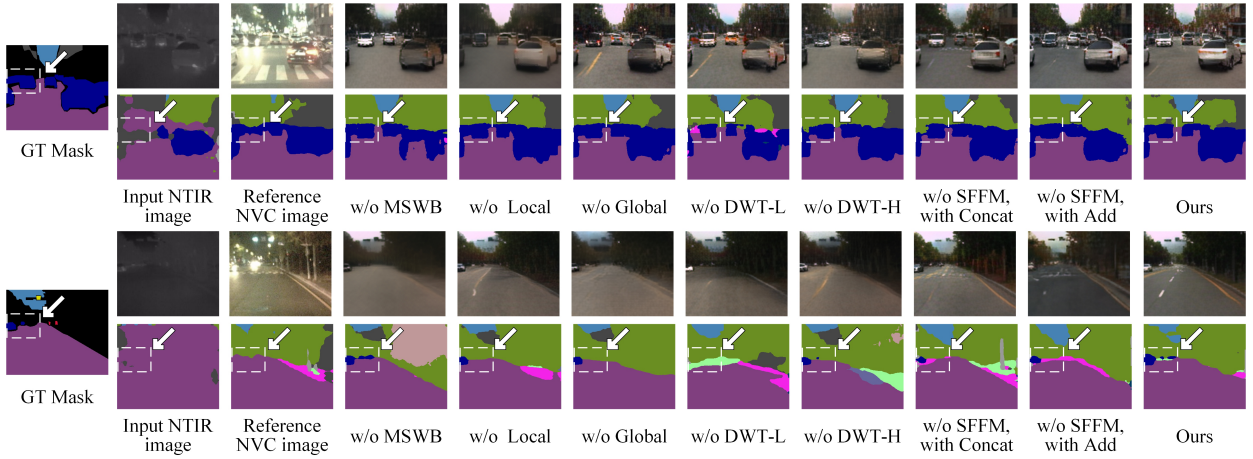 GT Mask
Input NTIR
image
Reference
NVC image
w/o MSWB
w/o Local
w/o Global
w/o DWT-L
w/o DWT-H
w/o SFFM,
with Concat
w/o SFFM,
with Add
Ours
GT Mask
Input NTIR
image
Reference
NVC image
w/o MSWB
w/o Local
w/o Global
w/o DWT-L
w/o DWT-H
w/o SFFM,
with Concat
w/o SFFM,
with Add
Ours